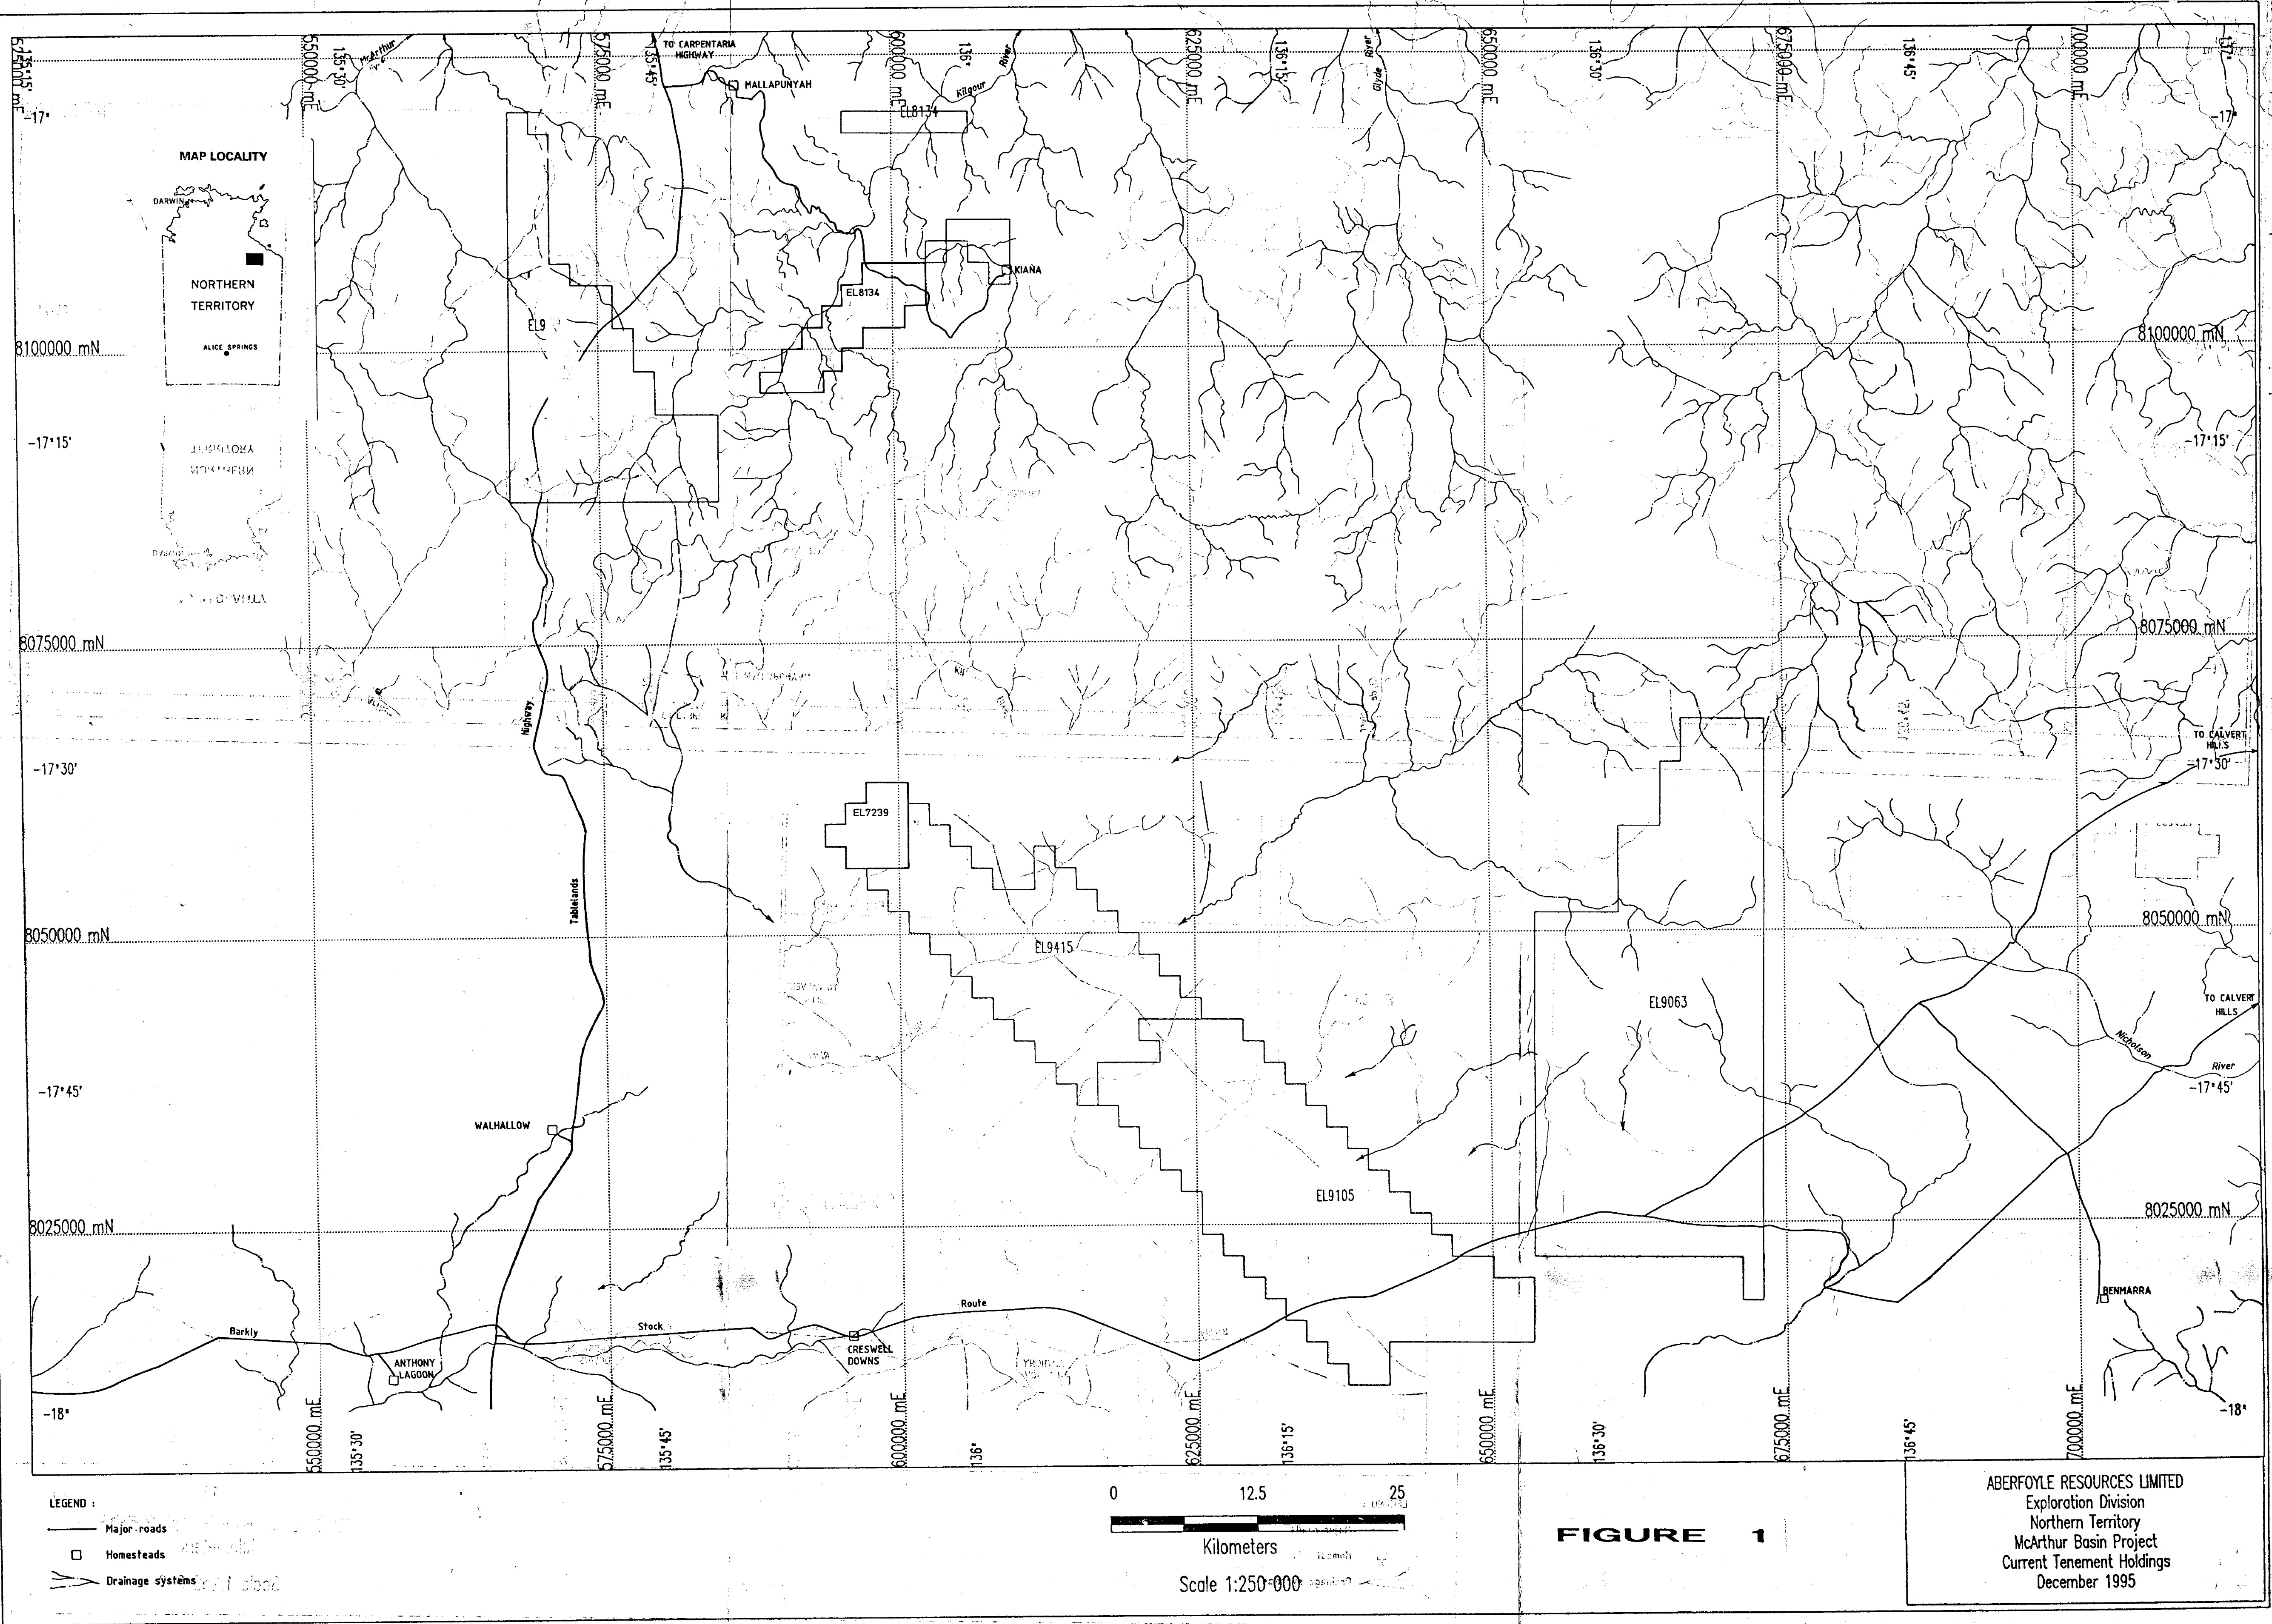 575000 mE
135°15'
550000 mE
135°30'
McArthur
575000 mE
135°45'
TO CARPENTARIA
HIGHWAY
MALLAPUNYAH
600000 mE
136°
River
Kilgour
EL8134
625000 mE
136°15'
River
Glyde
650000 mE
136°30'
675000 mE
136°45'
700000 mE
137°
-17°
-17°
MAP LOCALITY
DARWIN
NORTHERN
TERRITORY
ALICE SPRINGS
KIANA
EL8134
EL9
8100000 mN
8100000 mN
-17°15'
-17°15'
8075000 mN
8075000 mN
Highway
TO CALVERT
HILLS
-17°30'
-17°30'
EL7239
Tablelands
8050000 mN
8050000 mN
EL9415
EL9063
TO CALVERT
HILLS
Nicholson
River
-17°45'
-17°45'
WALHALLOW
EL9105
8025000 mN
8025000 mN
BENMARRA
Barkly
Stock
Route
CRESWELL
DOWNS
ANTHONY
LAGOON
-18°
-18°
550000 mE
135°30'
575000 mE
135°45'
600000 mE
136°
625000 mE
136°15'
650000 mE
136°30'
675000 mE
136°45'
700000 mE
LEGEND :
Major roads
Homesteads
Drainage systems
0 12.5 25
Kilometers
Scale 1:250 000
FIGURE 1
ABERFOYLE RESOURCES LIMITED
Exploration Division
Northern Territory
McArthur Basin Project
Current Tenement Holdings
December 1995